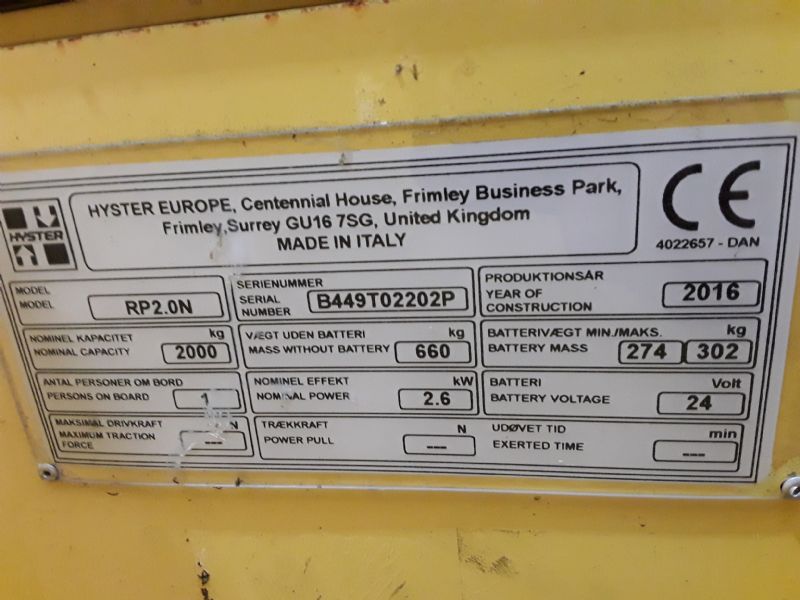 HYSTER
HYSTER EUROPE, Centennial House, Frimley Business Park,
Frimley, Surrey GU16 7SG, United Kingdom
MADE IN ITALY
CE
4022657 - DAN
MODEL
MODEL
RP2.0N
SERIENUMMER
SERIAL
NUMBER
B449T02202P
PRODUKTIONSÅR
YEAR OF
CONSTRUCTION
2016
NOMINEL KAPACITET kg
NOMINAL CAPACITY 2000
VÆGT UDEN BATTERI kg
MASS WITHOUT BATTERY 660
BATTERIVÆGT MIN./MAKS. kg
BATTERY MASS 274 302
ANTAL PERSONER OM BORD
PERSONS ON BOARD 1
NOMINEL EFFEKT kW
NOMINAL POWER 2.6
BATTERI Volt
BATTERY VOLTAGE 24
MAKSIMAL DRIVKRAFT N
MAXIMUM TRACTION
FORCE ---
TRÆKKRAFT N
POWER PULL ---
UDØVET TID min
EXERTED TIME ---